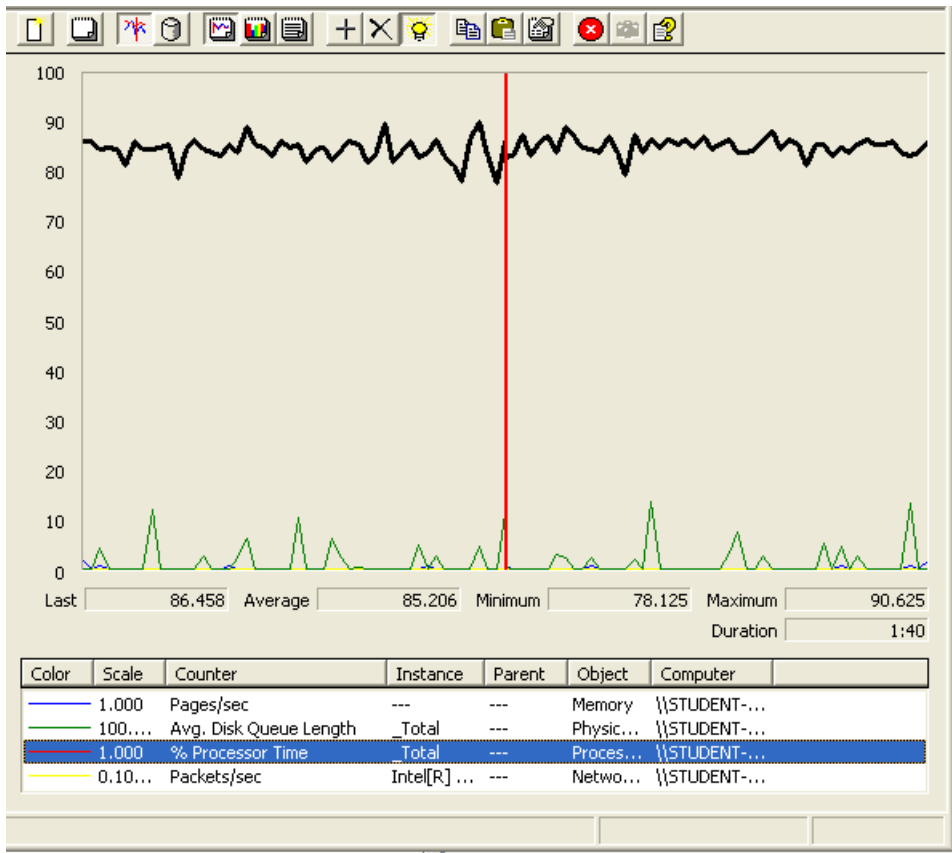 100
90
80
70
60
50
40
30
20
10
0
Last 86.458 Average 85.206 Minimum 78.125 Maximum 90.625
Duration 1:40
Color Scale Counter Instance Parent Object Computer
1.000 Pages/sec --- --- Memory \\STUDENT-...
100.... Avg. Disk Queue Length _Total --- Physic... \\STUDENT-...
1.000 % Processor Time _Total --- Proces... \\STUDENT-...
0.10... Packets/sec Intel[R] ... --- Netwo... \\STUDENT-...